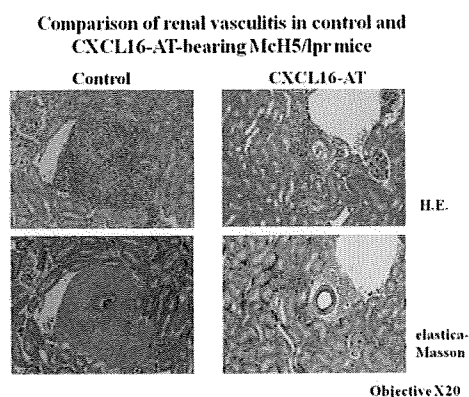 Comparison of renal vasculitis in control and
CXCL16-AT-bearing McH5/lpr mice
Control CXCL16-AT
H.E.
elastica-
Masson
Objective X20